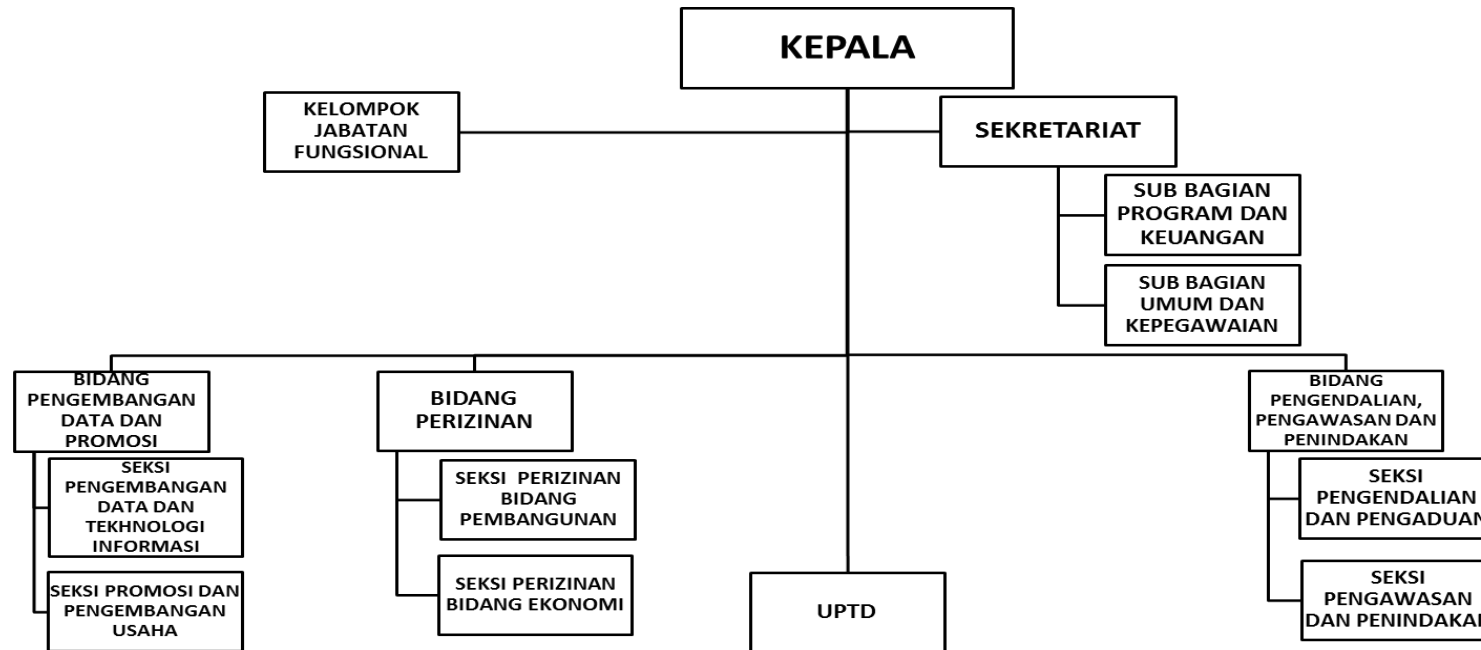 KEPALA
KELOMPOK
JABATAN
FUNGSIONAL
SEKRETARIAT
SUB BAGIAN
PROGRAM DAN
KEUANGAN
SUB BAGIAN
UMUM DAN
KEPEGAWAIAN
BIDANG
PENGEMBANGAN
DATA DAN
PROMOSI
SEKSI
PENGEMBANGAN
DATA DAN
TEKHNOLOGI
INFORMASI
SEKSI PROMOSI DAN
PENGEMBANGAN
USAHA
BIDANG
PERIZINAN
SEKSI PERIZINAN
BIDANG
PEMBANGUNAN
SEKSI PERIZINAN
BIDANG EKONOMI
UPTD
BIDANG
PENGENDALIAN,
PENGAWASAN DAN
PENINDAKAN
SEKSI
PENGENDALIAN
DAN PENGADUAN
SEKSI
PENGAWASAN
DAN PENINDAKAN